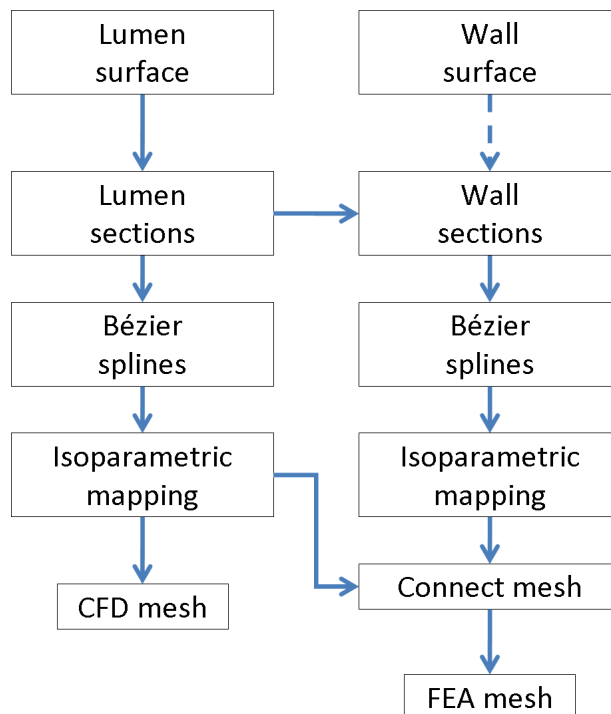 Lumen
surface
Wall
surface
Lumen
sections
Wall
sections
Bézier
splines
Bézier
splines
Isoparametric
mapping
Isoparametric
mapping
CFD mesh
Connect mesh
FEA mesh